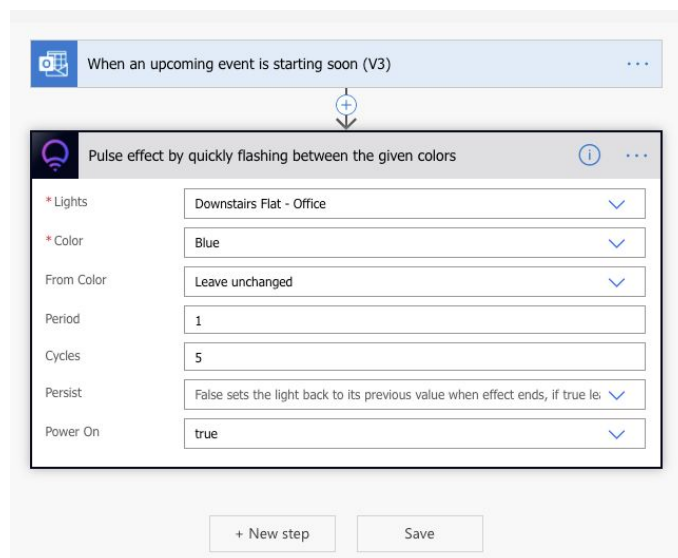 When an upcoming event is starting soon (V3)
Pulse effect by quickly flashing between the given colors
* Lights Downstairs Flat - Office
* Color Blue
From Color Leave unchanged
Period 1
Cycles 5
Persist False sets the light back to its previous value when effect ends, if true
Power On true
+ New step Save